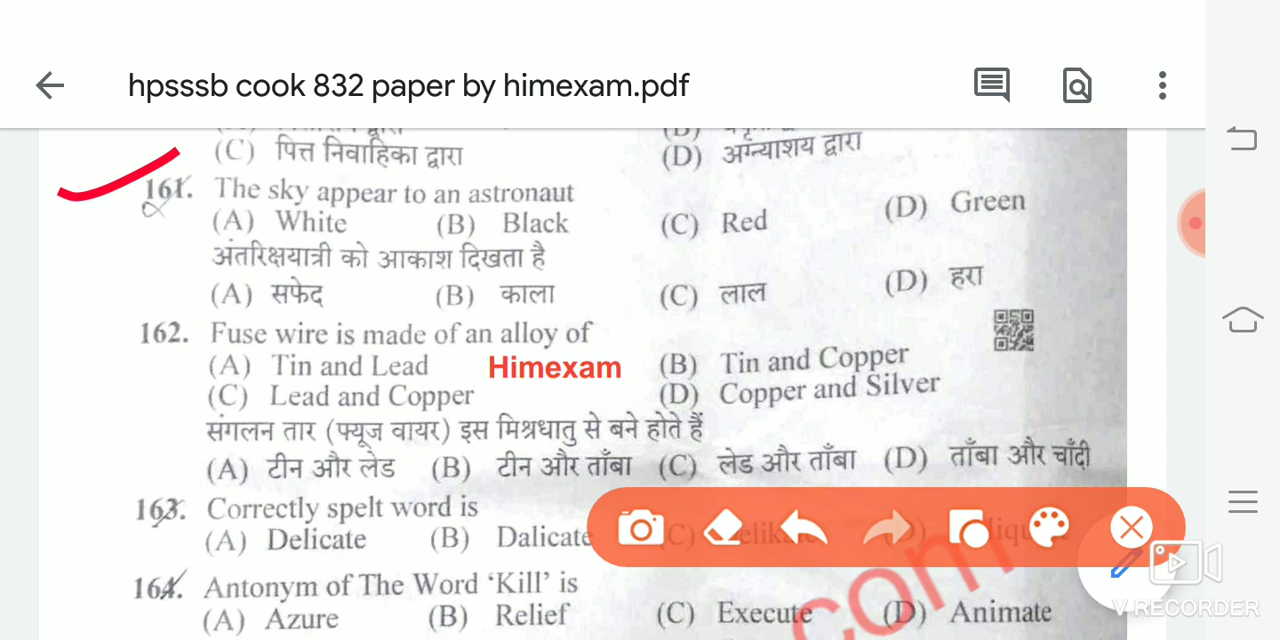 hpsssb cook 832 paper by himexam.pdf
(C) पित्त निवाहिका द्वारा (D) अग्न्याशय द्वारा
161. The sky appear to an astronaut
(A) White (B) Black (C) Red (D) Green
अंतरिक्षयात्री को आकाश दिखता है
(A) सफेद (B) काला (C) लाल (D) हरा
162. Fuse wire is made of an alloy of
(A) Tin and Lead Himexam (B) Tin and Copper
(C) Lead and Copper (D) Copper and Silver
संगलन तार (फ्यूज वायर) इस मिश्रधातु से बने होते हैं
(A) टीन और लेड (B) टीन और ताँबा (C) लेड और ताँबा (D) ताँबा और चाँदी
163. Correctly spelt word is
(A) Delicate (B) Dalicate (C)
164. Antonym of The Word 'Kill' is
(A) Azure (B) Relief (C) Execute (D) Animate
com
V RECORDER